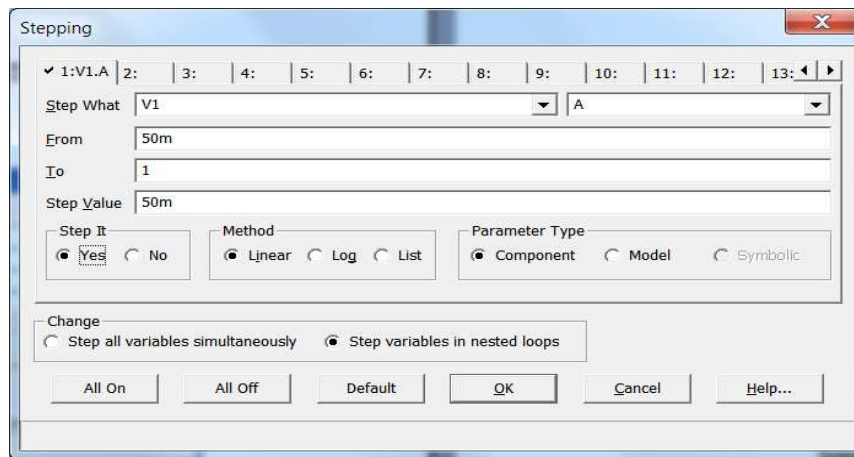 Stepping
✔ 1:V1.A 2: 3: 4: 5: 6: 7: 8: 9: 10: 11: 12: 13:
Step What V1 A
From 50m
To 1
Step Value 50m
Step It Method Parameter Type
Yes No Linear Log List Component Model Symbolic
Change
Step all variables simultaneously Step variables in nested loops
All On All Off Default OK Cancel Help...